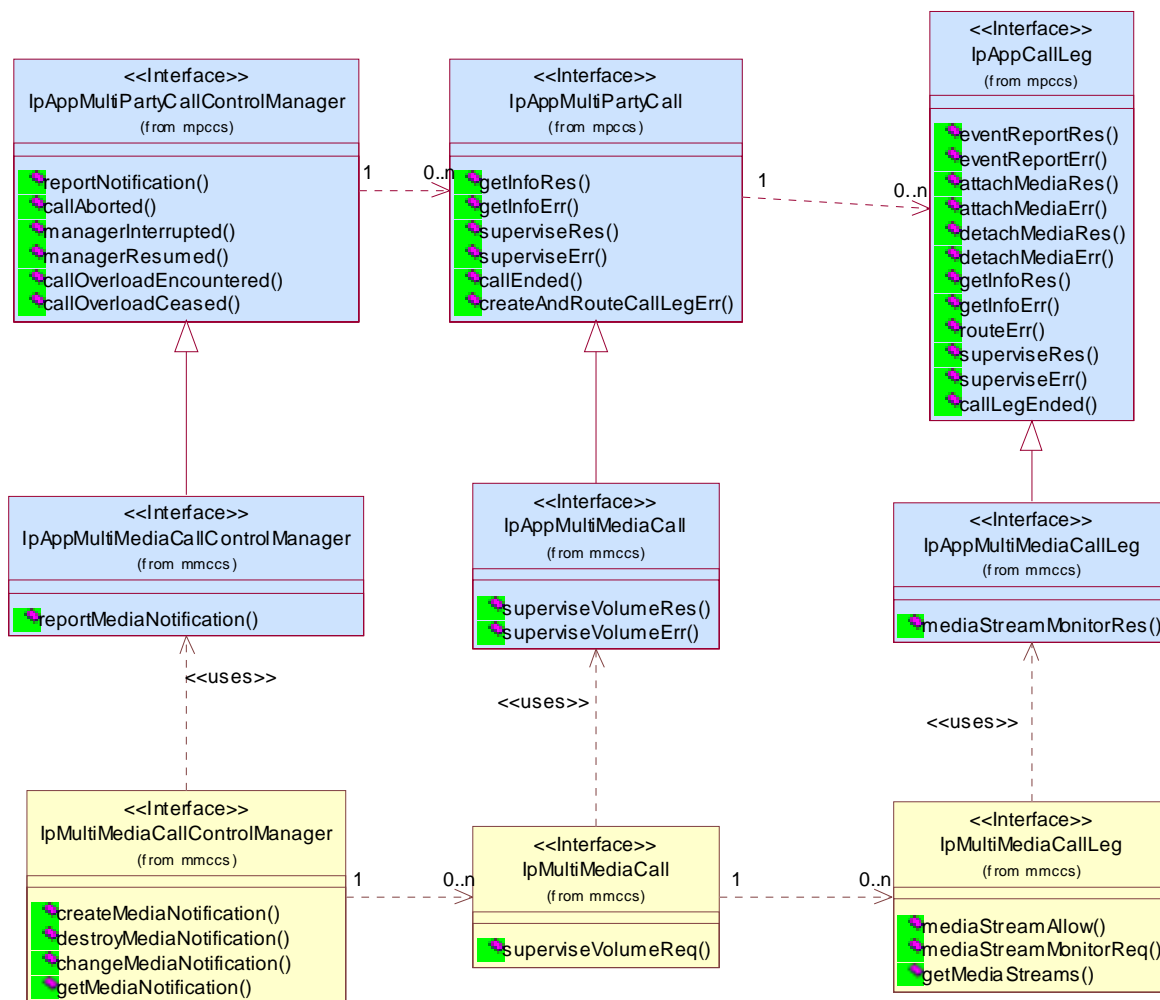 <<Interface>>
IpAppMultiPartyCallControlManager
(from mpccs)
reportNotification()
callAborted()
managerInterrupted()
managerResumed()
callOverloadEncountered()
callOverloadCeased()
1
0..n
<<Interface>>
IpAppMultiPartyCall
(from mpccs)
getInfoRes()
getInfoErr()
superviseRes()
superviseErr()
callEnded()
createAndRouteCallLegErr()
1
0..n
<<Interface>>
IpAppCallLeg
(from mpccs)
eventReportRes()
eventReportErr()
attachMediaRes()
attachMediaErr()
detachMediaRes()
detachMediaErr()
getInfoRes()
getInfoErr()
routeErr()
superviseRes()
superviseErr()
callLegEnded()
<<Interface>>
IpAppMultiMediaCallControlManager
(from mmccs)
reportMediaNotification()
<<Interface>>
IpAppMultiMediaCall
(from mmccs)
superviseVolumeRes()
superviseVolumeErr()
<<Interface>>
IpAppMultiMediaCallLeg
(from mmccs)
mediaStreamMonitorRes()
<<uses>>
<<uses>>
<<uses>>
<<Interface>>
IpMultiMediaCallControlManager
(from mmccs)
createMediaNotification()
destroyMediaNotification()
changeMediaNotification()
getMediaNotification()
1
0..n
<<Interface>>
IpMultiMediaCall
(from mmccs)
superviseVolumeReq()
1
0..n
<<Interface>>
IpMultiMediaCallLeg
(from mmccs)
mediaStreamAllow()
mediaStreamMonitorReq()
getMediaStreams()